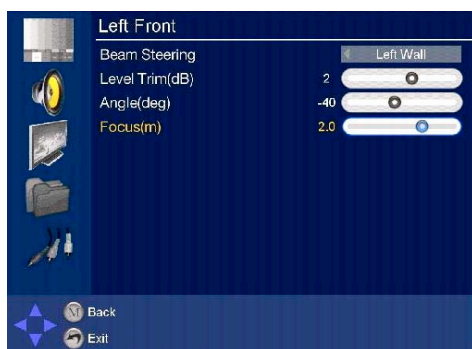 Left Front
Beam Steering Left Wall
Level Trim(dB) 2
Angle(deg) -40
Focus(m) 2.0
M Back
Exit